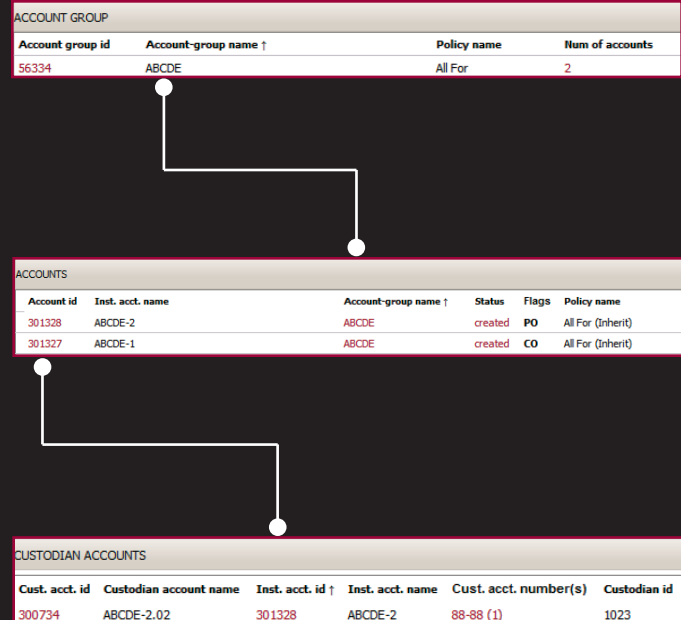 ACCOUNT GROUP
Account group id Account-group name ↑ Policy name Num of accounts
56334 ABCDE All For 2
ACCOUNTS
Account id Inst. acct. name Account-group name ↑ Status Flags Policy name
301328 ABCDE-2 ABCDE created PO All For (Inherit)
301327 ABCDE-1 ABCDE created CO All For (Inherit)
CUSTODIAN ACCOUNTS
Cust. acct. id Custodian account name Inst. acct. id ↑ Inst. acct. name Cust. acct. number(s) Custodian id
300734 ABCDE-2.02 301328 ABCDE-2 88-88 (1) 1023